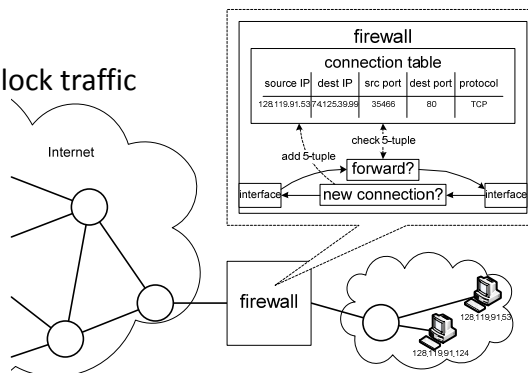 lock traffic
firewall
connection table
source IP dest IP src port dest port protocol
128.119.91.53 74.125.39.99 35466 80 TCP
add 5-tuple
check 5-tuple
forward?
interface
new connection?
interface
Internet
firewall
128,119,91,53
128,119,91,124